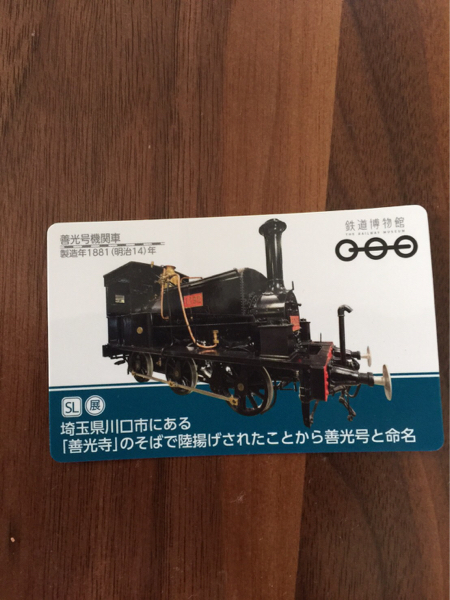 善光号機関車
製造年1881(明治14)年
鉄道博物館
THE RAILWAY MUSEUM
SL 展
埼玉県川口市にある
「善光寺」のそばで陸揚げされたことから善光号と命名